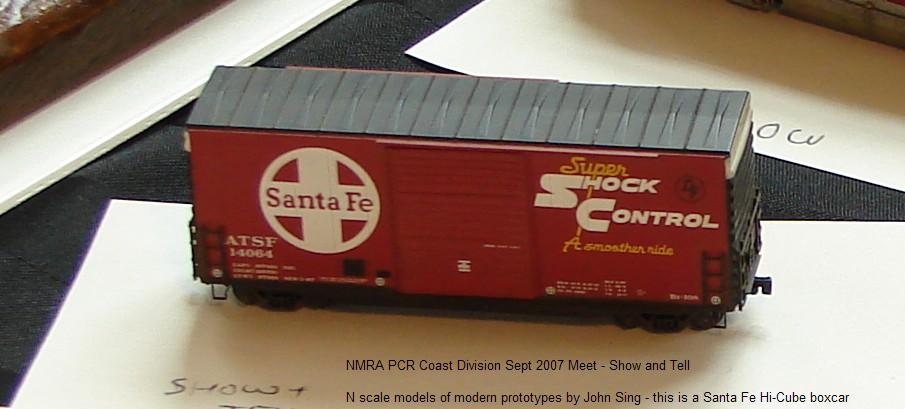 Santa Fe
ATSF
14064
Super
Shock
Control
A smoother ride
SHOW +
NMRA PCR Coast Division Sept 2007 Meet - Show and Tell
N scale models of modern prototypes by John Sing - this is a Santa Fe Hi-Cube boxcar